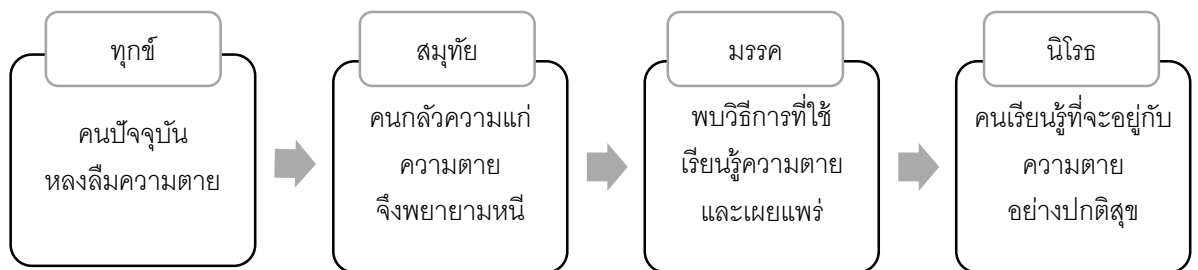 ทุกข์
คนปัจจุบัน
หลงลืมความตาย
สมุทัย
คนกลัวความแก่
ความตาย
จึงพยายามหนี
มรรค
พบวิธีการที่ใช้
เรียนรู้ความตาย
และเผยแพร่
นิโรธ
คนเรียนรู้ที่จะอยู่กับ
ความตาย
อย่างปกติสุข